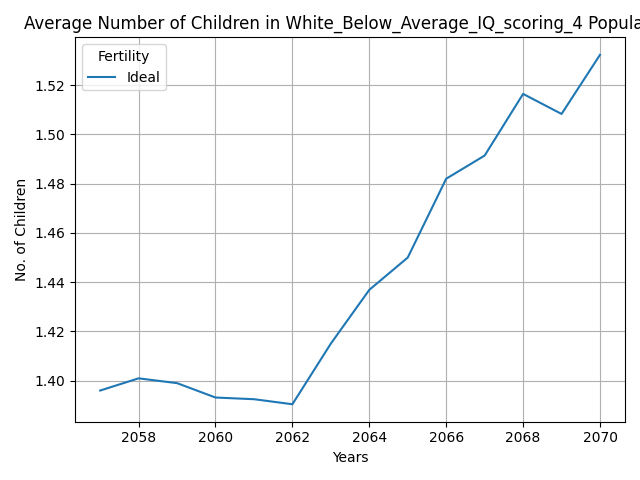 Average Number of Children in White_Below_Average_IQ_scoring_4 Popula
Fertility
Ideal
1.52
1.50
1.48
1.46
1.44
1.42
1.40
No. of Children
2058 2060 2062 2064 2066 2068 2070
Years